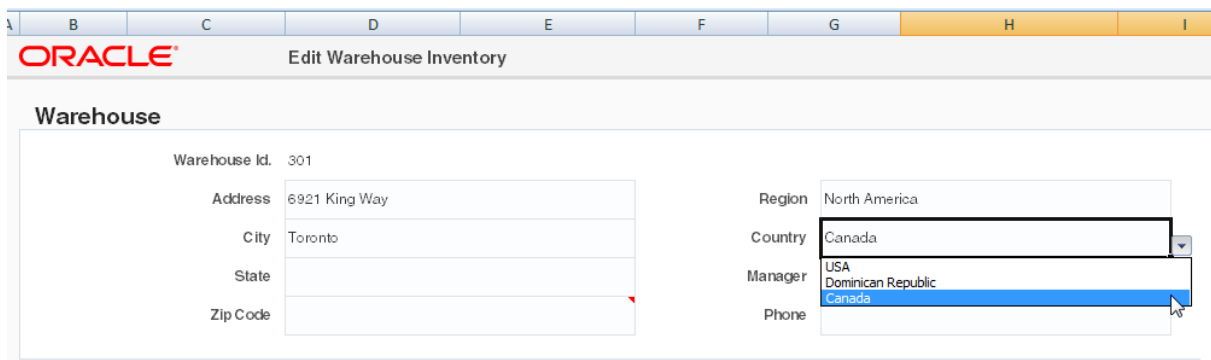 A B C D E F G H I
ORACLE® Edit Warehouse Inventory
Warehouse
Warehouse Id. 301
Address 6921 King Way Region North America
City Toronto Country Canada
USA
State Manager Dominican Republic
Canada
Zip Code Phone